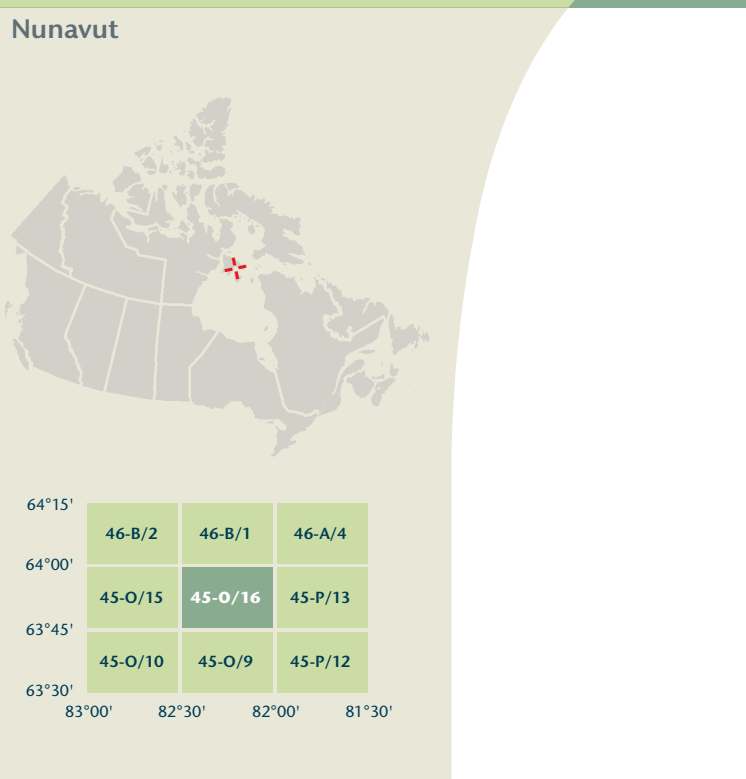 Nunavut
64°15'
46-B/2 46-B/1 46-A/4
64°00'
45-O/15 45-O/16 45-P/13
63°45'
45-O/10 45-O/9 45-P/12
63°30'
83°00' 82°30' 82°00' 81°30'